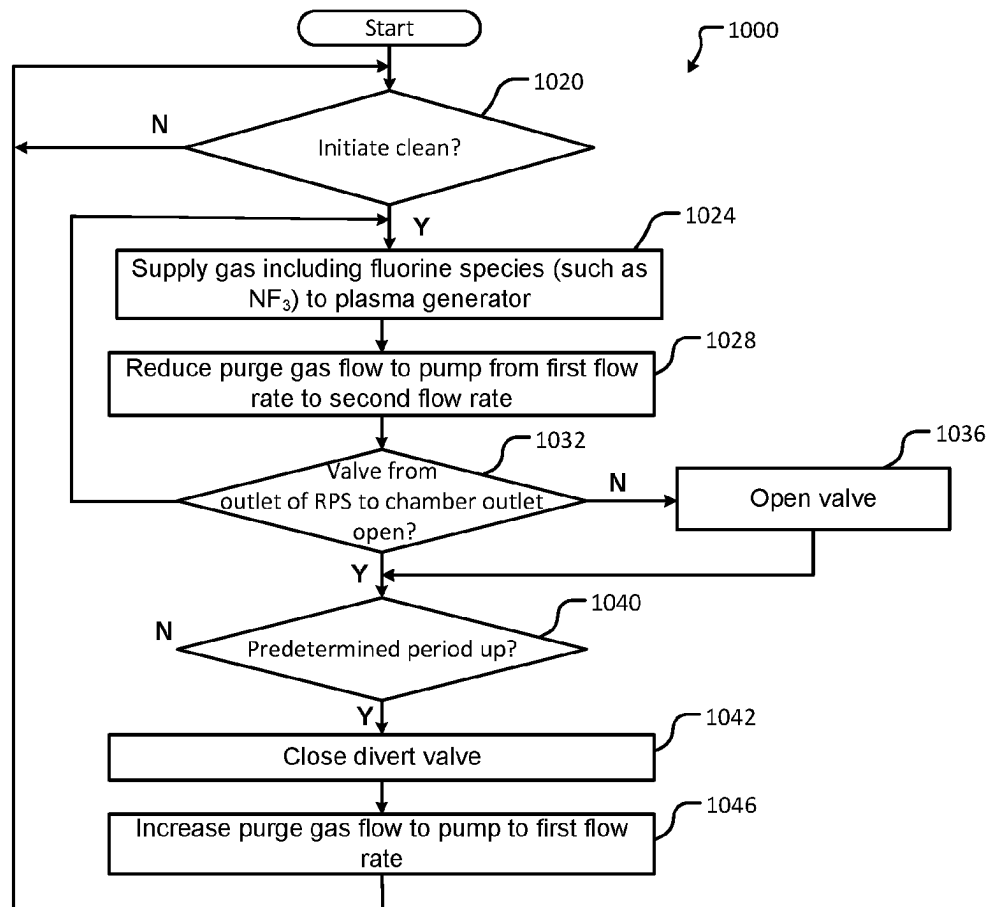 Start
1000
1020
N
Initiate clean?
Y
1024
Supply gas including fluorine species (such as
NF₃) to plasma generator
1028
Reduce purge gas flow to pump from first flow
rate to second flow rate
1032
1036
Valve from
outlet of RPS to chamber outlet
open?
N
Open valve
Y
1040
N
Predetermined period up?
Y
1042
Close divert valve
1046
Increase purge gas flow to pump to first flow
rate